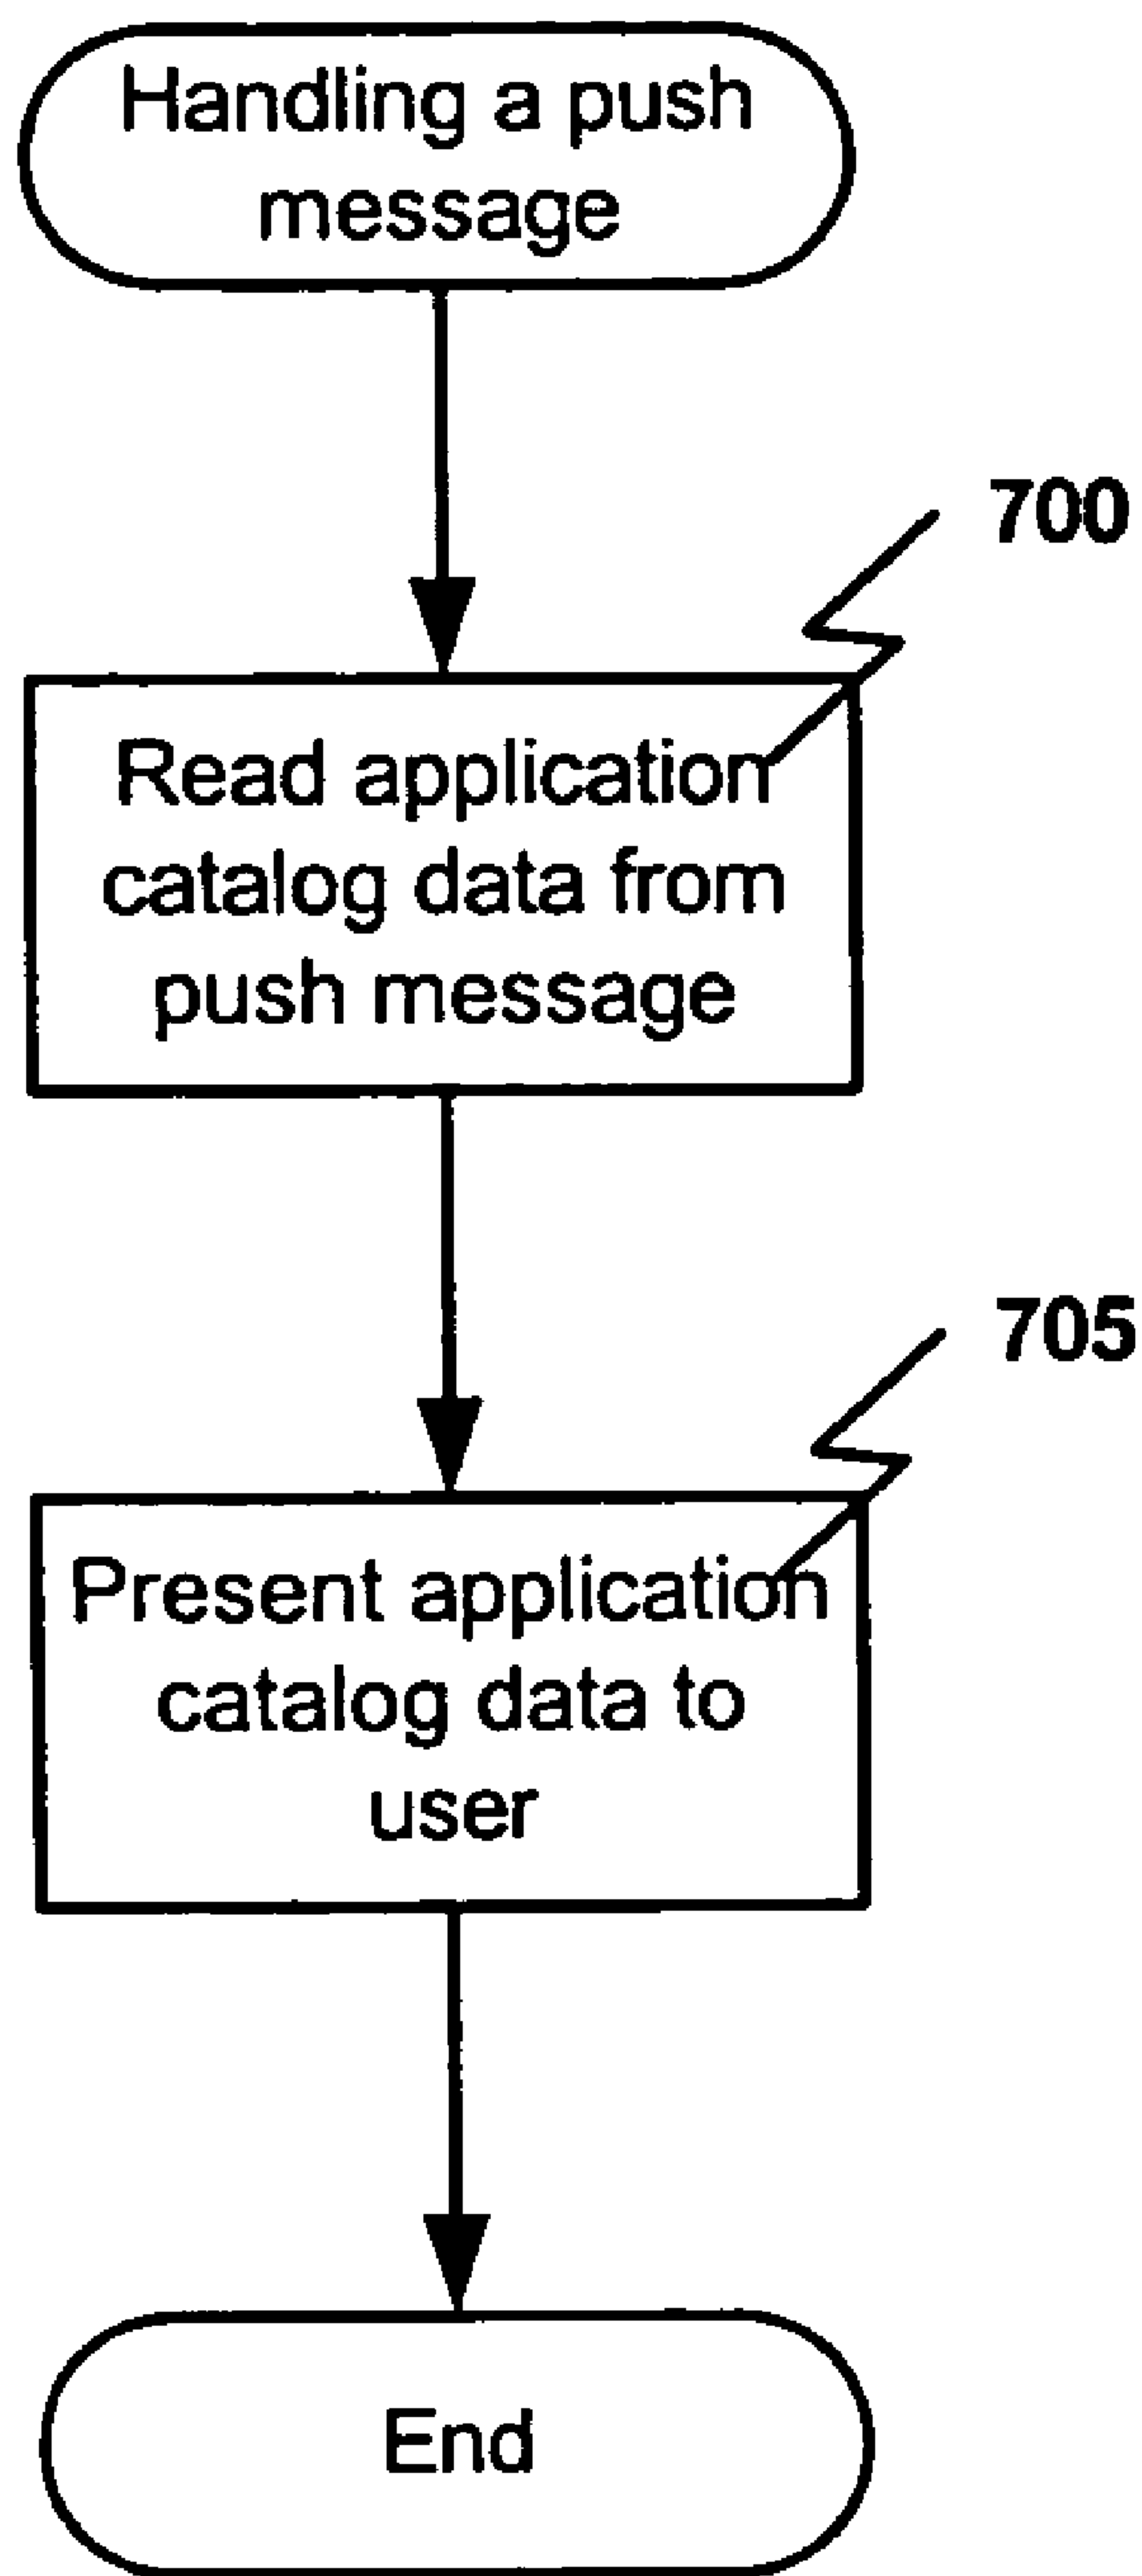 Handling a push
message
700
Read application
catalog data from
push message
705
Present application
catalog data to
user
End